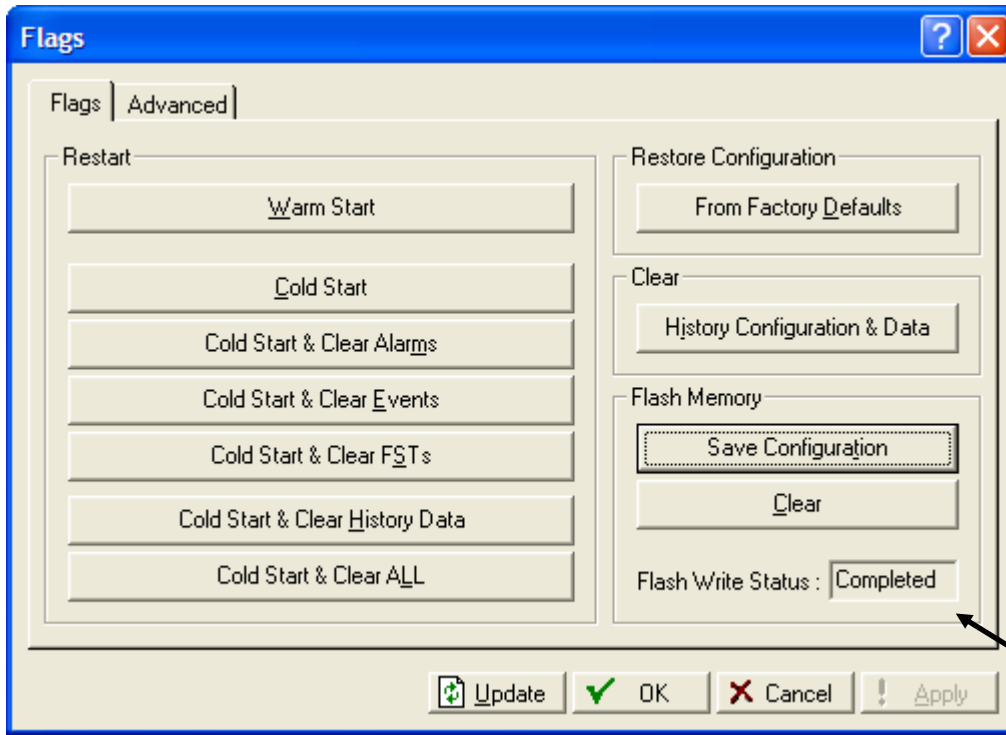 Flags
Flags
Advanced
Restart
Warm Start
Cold Start
Cold Start & Clear Alarms
Cold Start & Clear Events
Cold Start & Clear FSTs
Cold Start & Clear History Data
Cold Start & Clear ALL
Restore Configuration
From Factory Defaults
Clear
History Configuration & Data
Flash Memory
Save Configuration
Clear
Flash Write Status : Completed
Update
OK
Cancel
Apply